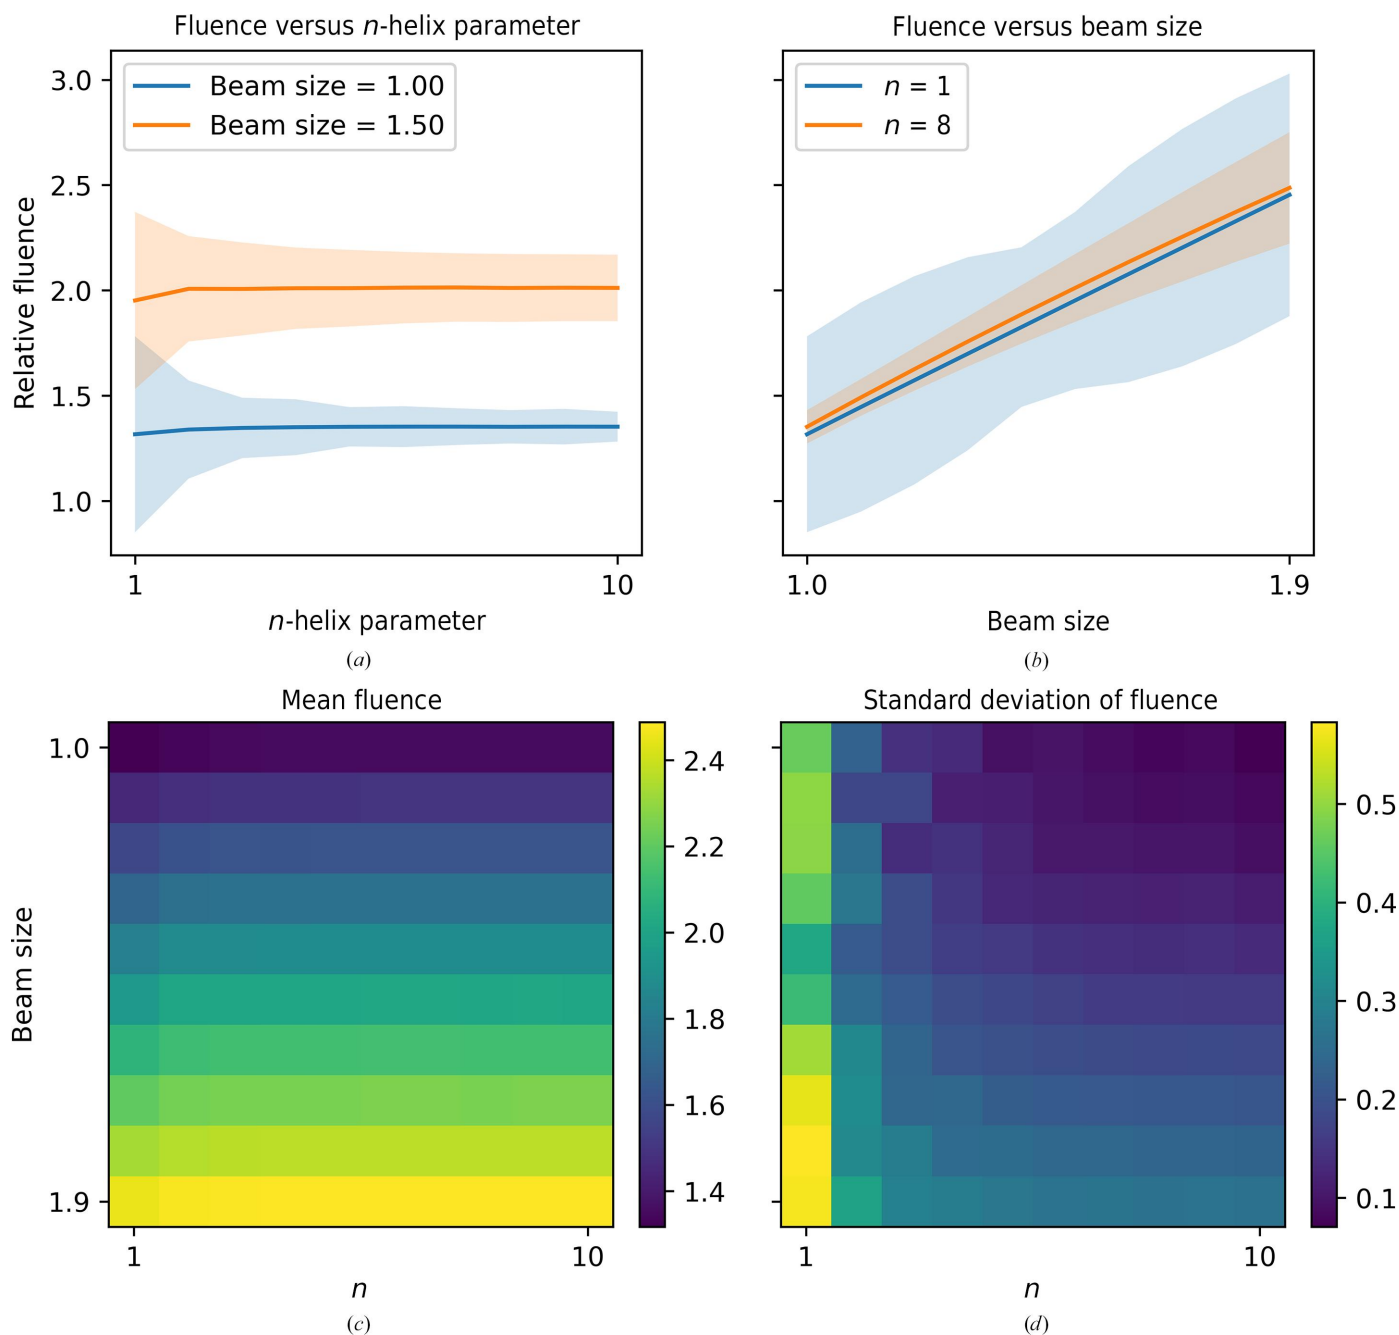 Fluence versus n-helix parameter
Beam size = 1.00
Beam size = 1.50
3.0
2.5
2.0
1.5
1.0
Relative fluence
1
10
n-helix parameter
(a)
Fluence versus beam size
n = 1
n = 8
1.0
1.9
Beam size
(b)
Mean fluence
1.0
1.9
Beam size
1
10
n
(c)
2.4
2.2
2.0
1.8
1.6
1.4
Standard deviation of fluence
1
10
n
(d)
0.5
0.4
0.3
0.2
0.1